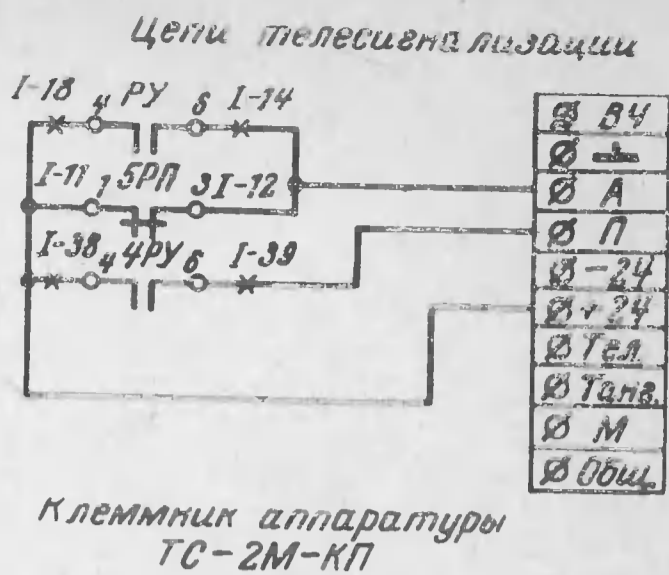 Цепи телесигнализации
I-18 4 РУ 6 I-14
I-11 1 5РП 3 I-12
I-38 4 4РУ 6 I-39
ВЧ
А
П
-24
+24
Тел.
Танг.
М
Общ.
Клеммник аппаратуры
ТС-2М-КП